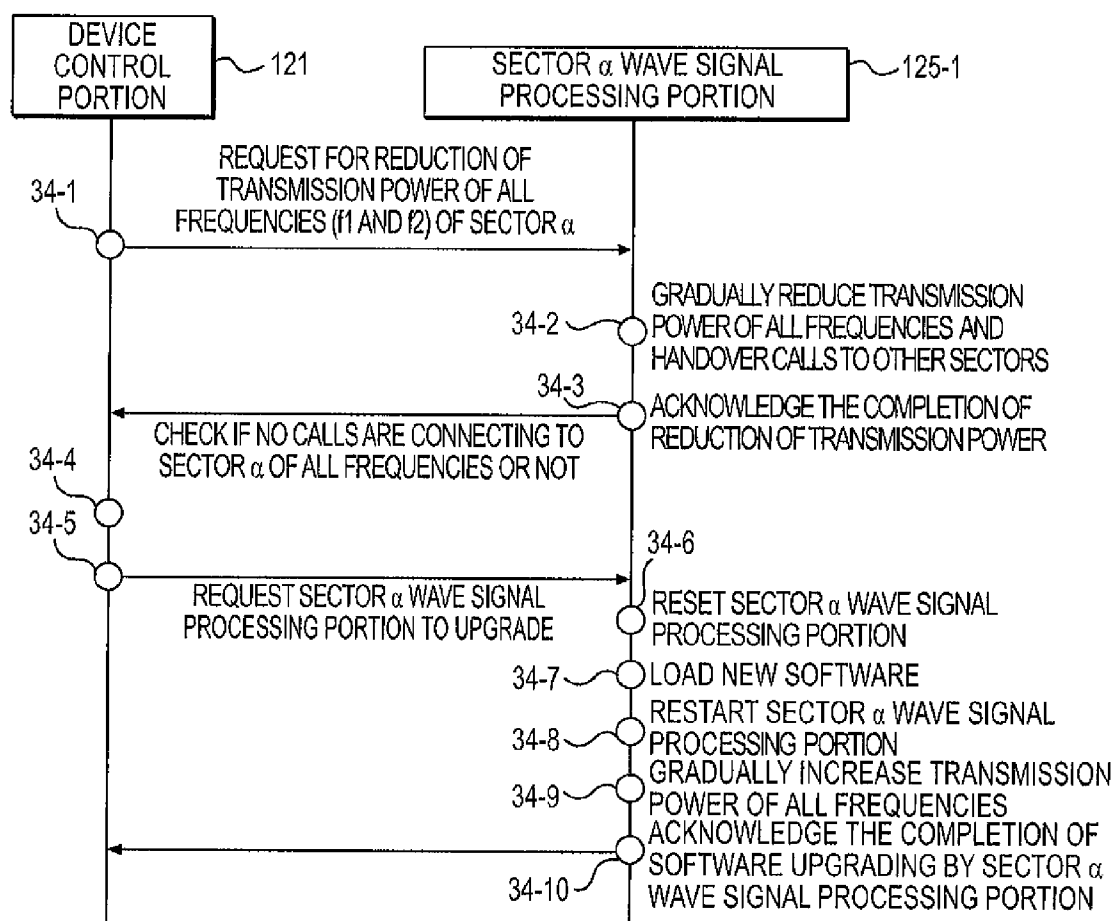 DEVICE
CONTROL
PORTION
121
SECTOR α WAVE SIGNAL
PROCESSING PORTION
125-1
REQUEST FOR REDUCTION OF
TRANSMISSION POWER OF ALL
FREQUENCIES (f1 AND f2) OF SECTOR α
34-1
34-2
GRADUALLY REDUCE TRANSMISSION
POWER OF ALL FREQUENCIES AND
HANDOVER CALLS TO OTHER SECTORS
34-3
ACKNOWLEDGE THE COMPLETION OF
REDUCTION OF TRANSMISSION POWER
CHECK IF NO CALLS ARE CONNECTING TO
SECTOR α OF ALL FREQUENCIES OR NOT
34-4
34-5
REQUEST SECTOR α WAVE SIGNAL
PROCESSING PORTION TO UPGRADE
34-6
RESET SECTOR α WAVE SIGNAL
PROCESSING PORTION
34-7
LOAD NEW SOFTWARE
34-8
RESTART SECTOR α WAVE SIGNAL
PROCESSING PORTION
34-9
GRADUALLY INCREASE TRANSMISSION
POWER OF ALL FREQUENCIES
34-10
ACKNOWLEDGE THE COMPLETION OF
SOFTWARE UPGRADING BY SECTOR α
WAVE SIGNAL PROCESSING PORTION